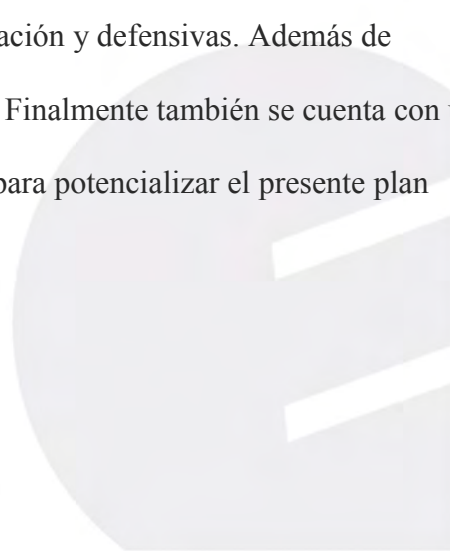 ación y defensivas. Además de
Finalmente también se cuenta con
para potencializar el presente plan